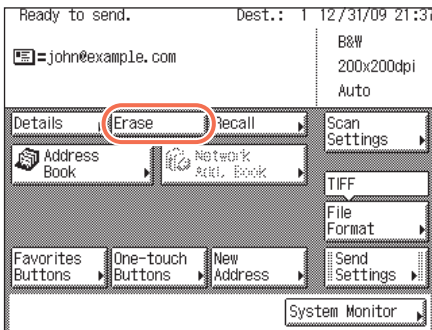 Ready to send. Dest.: 1 12/31/09 21:37
B&W
=john@example.com
200x200dpi
Auto
Details Erase Recall Scan Settings
Address Book Network Add. Book
TIFF
File Format
Favorites Buttons One-touch Buttons New Address Send Settings
System Monitor